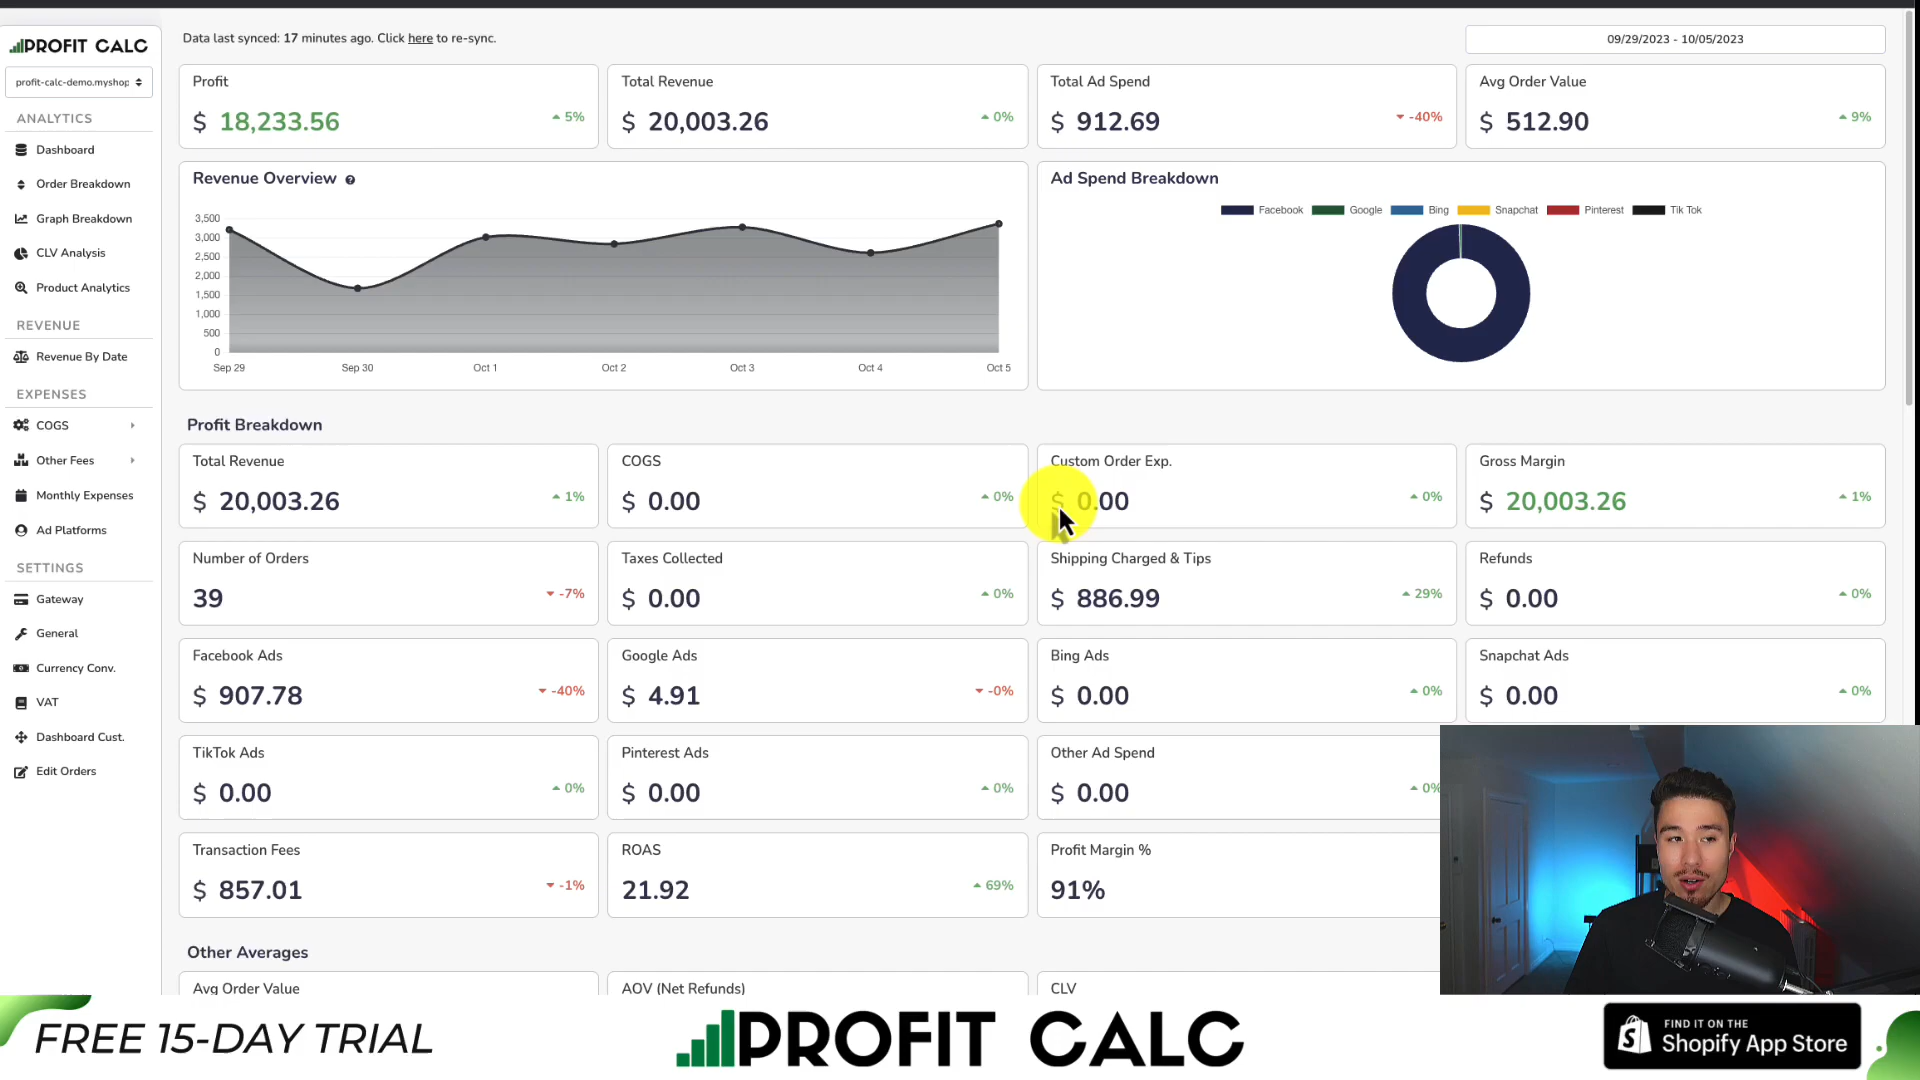 PROFIT CALC
profit-calc-demo.myshop
ANALYTICS
Dashboard
Order Breakdown
Graph Breakdown
CLV Analysis
Product Analytics
REVENUE
Revenue By Date
EXPENSES
COGS
Other Fees
Monthly Expenses
Ad Platforms
SETTINGS
Gateway
General
Currency Conv.
VAT
Dashboard Cust.
Edit Orders
Data last synced: 17 minutes ago. Click here to re-sync.
09/29/2023 - 10/05/2023
Profit
$ 18,233.56
5%
Total Revenue
$ 20,003.26
0%
Total Ad Spend
$ 912.69
-40%
Avg Order Value
$ 512.90
9%
Revenue Overview
3,500
3,000
2,500
2,000
1,500
1,000
500
0
Sep 29 Sep 30 Oct 1 Oct 2 Oct 3 Oct 4 Oct 5
Ad Spend Breakdown
Facebook Google Bing Snapchat Pinterest Tik Tok
Profit Breakdown
Total Revenue
$ 20,003.26
1%
COGS
$ 0.00
0%
Custom Order Exp.
$ 0.00
0%
Gross Margin
$ 20,003.26
1%
Number of Orders
39
-7%
Taxes Collected
$ 0.00
0%
Shipping Charged & Tips
$ 886.99
29%
Refunds
$ 0.00
0%
Facebook Ads
$ 907.78
-40%
Google Ads
$ 4.91
-0%
Bing Ads
$ 0.00
0%
Snapchat Ads
$ 0.00
0%
TikTok Ads
$ 0.00
0%
Pinterest Ads
$ 0.00
0%
Other Ad Spend
$ 0.00
0%
Transaction Fees
$ 857.01
-1%
ROAS
21.92
69%
Profit Margin %
91%
Other Averages
Avg Order Value
AOV (Net Refunds)
CLV
FREE 15-DAY TRIAL
PROFIT CALC
FIND IT ON THE
Shopify App Store